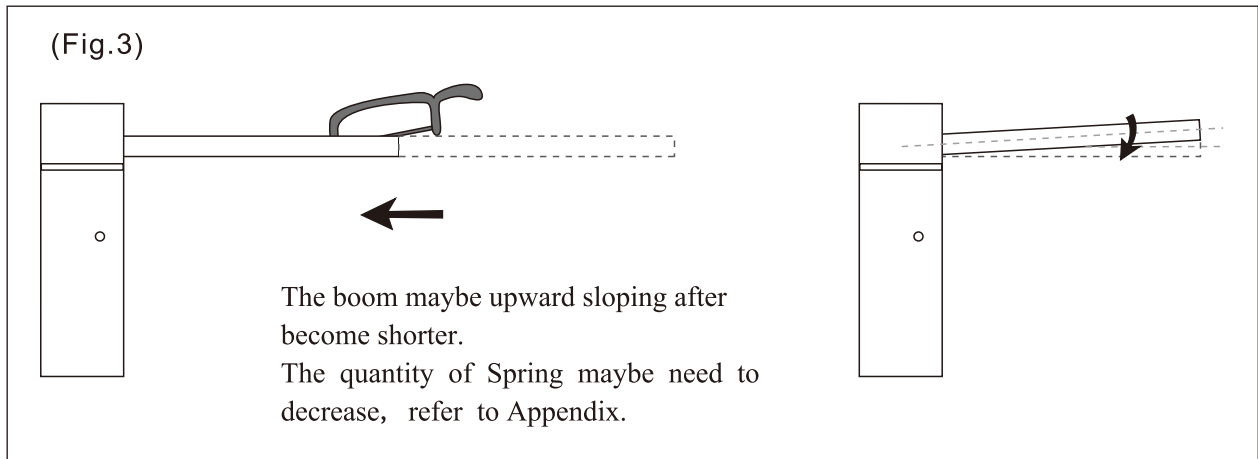 (Fig.3)
The boom maybe upward sloping after
become shorter.
The quantity of Spring maybe need to
decrease, refer to Appendix.